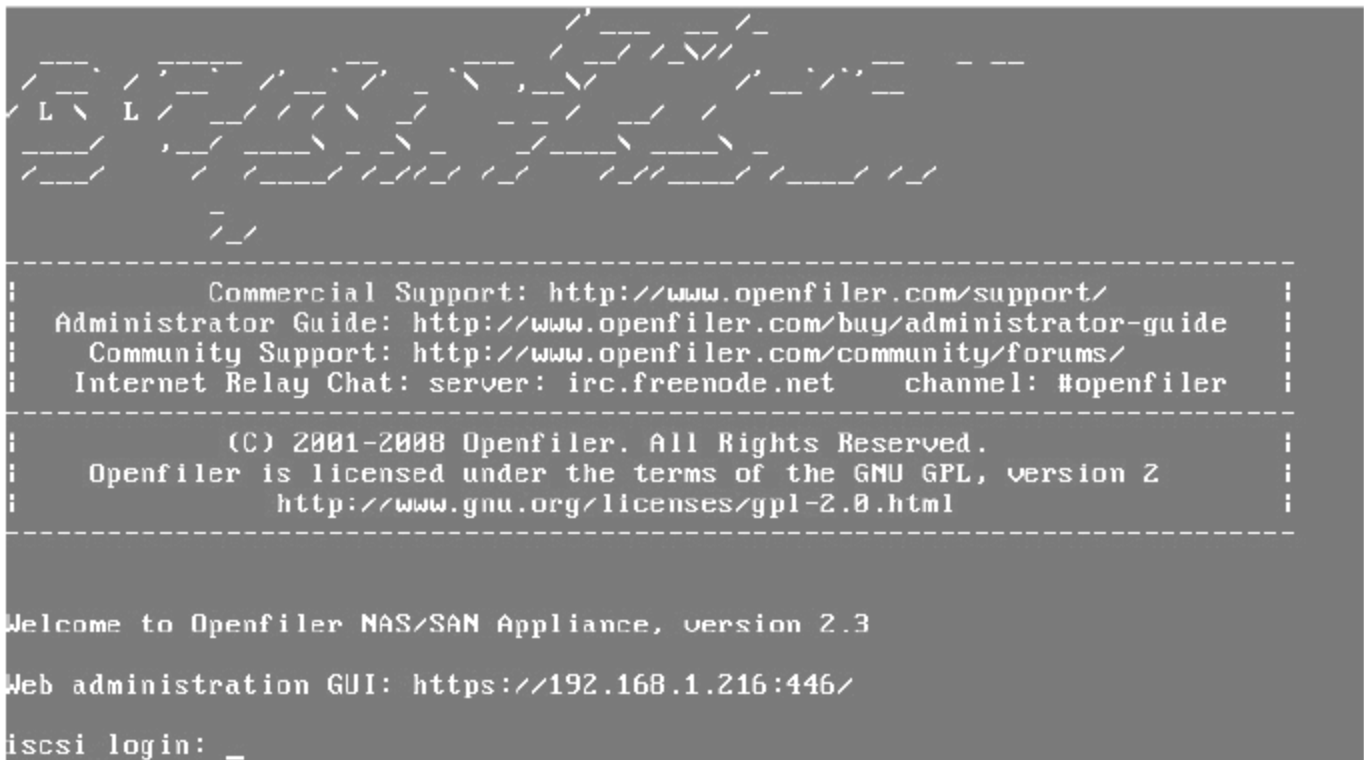 Commercial Support: http://www.openfiler.com/support/
Administrator Guide: http://www.openfiler.com/buy/administrator-guide
Community Support: http://www.openfiler.com/community/forums/
Internet Relay Chat: server: irc.freenode.net channel: #openfiler
(C) 2001-2008 Openfiler. All Rights Reserved.
Openfiler is licensed under the terms of the GNU GPL, version 2
http://www.gnu.org/licenses/gpl-2.0.html
Welcome to Openfiler NAS/SAN Appliance, version 2.3
Web administration GUI: https://192.168.1.216:446/
iscsi login: _